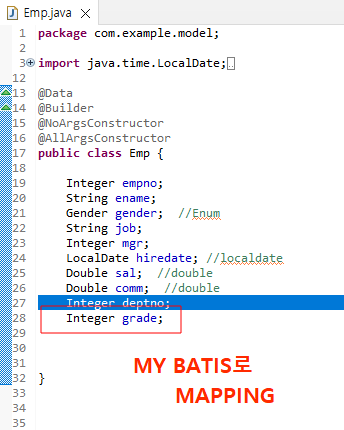 Emp.java
1 package com.example.model;
2
3 import java.time.LocalDate;
12
13 @Data
14 @Builder
15 @NoArgsConstructor
16 @AllArgsConstructor
17 public class Emp {
18
19 Integer empno;
20 String ename;
21 Gender gender; //Enum
22 String job;
23 Integer mgr;
24 LocalDate hiredate; //localdate
25 Double sal; //double
26 Double comm; //double
27 Integer deptno;
28 Integer grade;
29
30
31
32 }
33
34
35
MY BATIS로
MAPPING